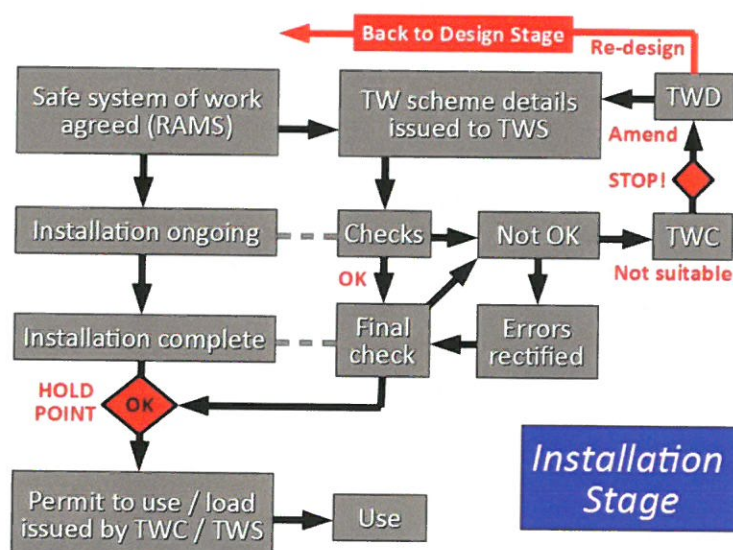 Back to Design Stage
Re-design
Safe system of work
agreed (RAMS)
TW scheme details
issued to TWS
TWD
Amend
STOP!
Installation ongoing
Checks
Not OK
TWC
OK
Not suitable
Installation complete
Final
check
Errors
rectified
HOLD
POINT
OK
Installation
Stage
Permit to use / load
issued by TWC / TWS
Use